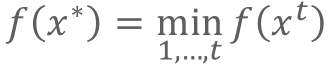 f(x*) = min f(x^t)
1,…,t